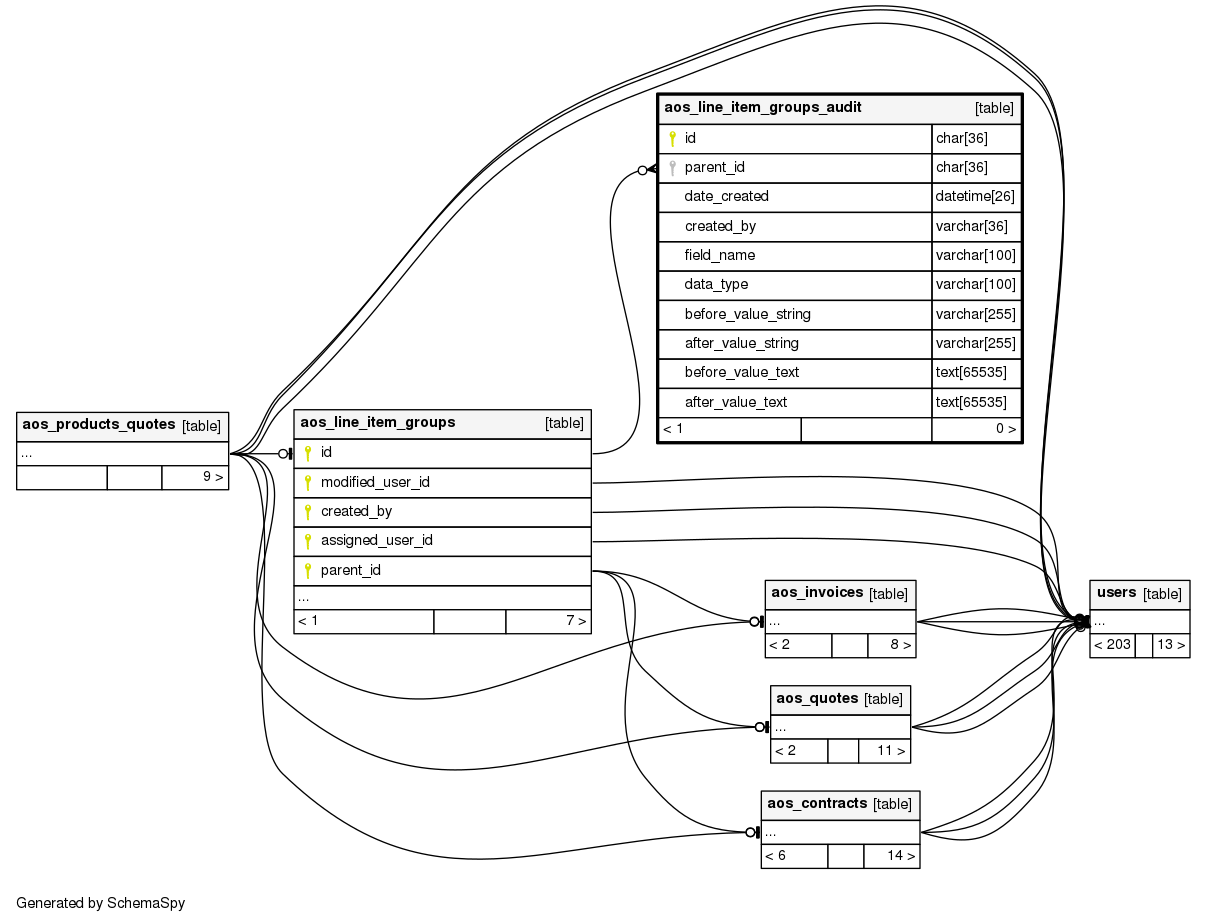 aos_line_item_groups_audit [table]
id char[36]
parent_id char[36]
date_created datetime[26]
created_by varchar[36]
field_name varchar[100]
data_type varchar[100]
before_value_string varchar[255]
after_value_string varchar[255]
before_value_text text[65535]
after_value_text text[65535]
< 1 0 >
aos_products_quotes [table]
...
9 >
aos_line_item_groups [table]
id
modified_user_id
created_by
assigned_user_id
parent_id
...
< 1 7 >
aos_invoices [table]
...
< 2 8 >
users [table]
...
< 203 13 >
aos_quotes [table]
...
< 2 11 >
aos_contracts [table]
...
< 6 14 >
Generated by SchemaSpy